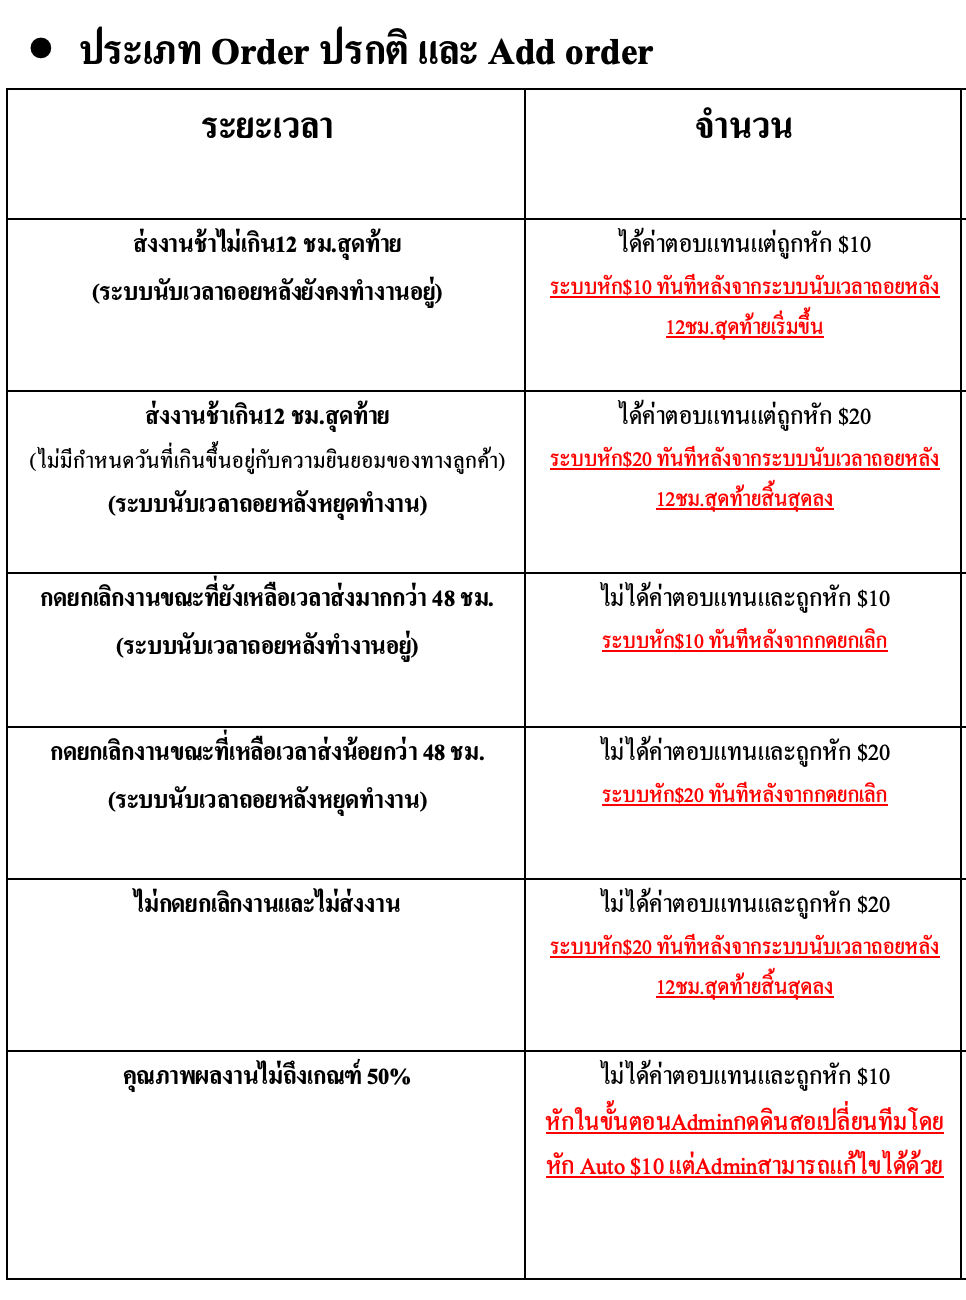 ● ประเภท Order ปรกติ และ Add order
ระยะเวลา
จำนวน
ส่งงานช้าไม่เกิน12 ชม.สุดท้าย
(ระบบนับเวลาถอยหลังยังคงทำงานอยู่)
ได้ค่าตอบแทนแต่ถูกหัก $10
ระบบหัก$10 ทันทีหลังจากระบบนับเวลาถอยหลัง
12ชม.สุดท้ายเริ่มขึ้น
ส่งงานช้าเกิน12 ชม.สุดท้าย
(ไม่มีกำหนดวันที่เกินขึ้นอยู่กับความยินยอมของทางลูกค้า)
(ระบบนับเวลาถอยหลังหยุดทำงาน)
ได้ค่าตอบแทนแต่ถูกหัก $20
ระบบหัก$20 ทันทีหลังจากระบบนับเวลาถอยหลัง
12ชม.สุดท้ายสิ้นสุดลง
กดยกเลิกงานขณะที่ยังเหลือเวลาส่งมากกว่า 48 ชม.
(ระบบนับเวลาถอยหลังทำงานอยู่)
ไม่ได้ค่าตอบแทนและถูกหัก $10
ระบบหัก$10 ทันทีหลังจากกดยกเลิก
กดยกเลิกงานขณะที่เหลือเวลาส่งน้อยกว่า 48 ชม.
(ระบบนับเวลาถอยหลังหยุดทำงาน)
ไม่ได้ค่าตอบแทนและถูกหัก $20
ระบบหัก$20 ทันทีหลังจากกดยกเลิก
ไม่กดยกเลิกงานและไม่ส่งงาน
ไม่ได้ค่าตอบแทนและถูกหัก $20
ระบบหัก$20 ทันทีหลังจากระบบนับเวลาถอยหลัง
12ชม.สุดท้ายสิ้นสุดลง
คุณภาพผลงานไม่ถึงเกณฑ์ 50%
ไม่ได้ค่าตอบแทนและถูกหัก $10
หักในขั้นตอนAdminกดดินสอเปลี่ยนทีมโดย
หัก Auto $10 แต่Adminสามารถแก้ไขได้ด้วย